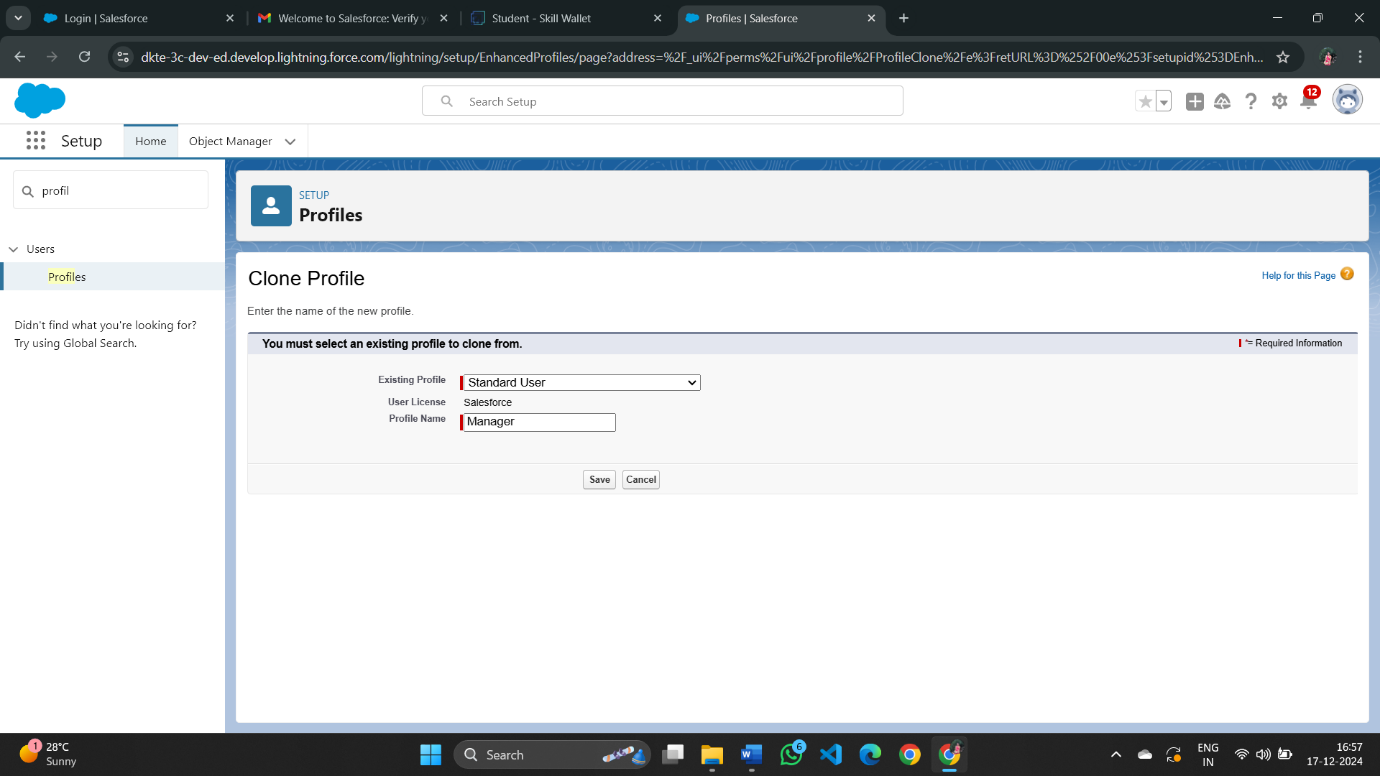 Login | Salesforce
Welcome to Salesforce: Verify y
Student - Skill Wallet
Profiles | Salesforce
dkte-3c-dev-ed.develop.lightning.force.com/lightning/setup/EnhancedProfiles/page?address=%2F_ui%2Fperms%2Fui%2Fprofile%2FProfileClone%2Fe%3FretURL%3D%252F00e%253Fsetupid%253DEnh...
Search Setup
12
Setup
Home
Object Manager
profil
Users
Profiles
Didn't find what you're looking for?
Try using Global Search.
SETUP
Profiles
Clone Profile
Help for this Page
Enter the name of the new profile.
You must select an existing profile to clone from.
= Required Information
Existing Profile
Standard User
User License
Salesforce
Profile Name
Manager
Save
Cancel
1
28°C
Sunny
Search
6
ENG
IN
16:57
17-12-2024